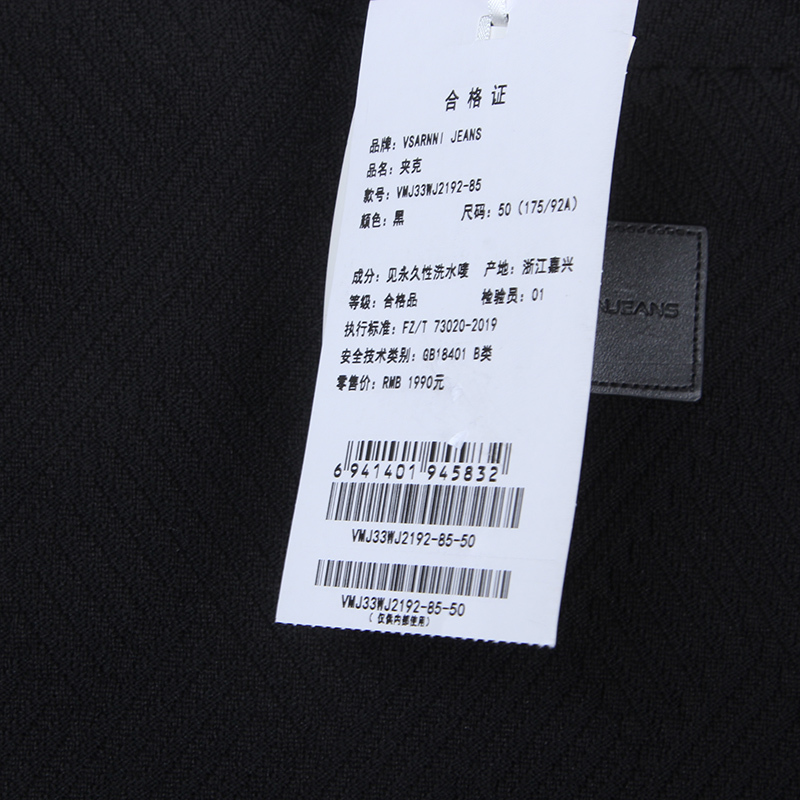 合格证
品牌: VSARNNI JEANS
品名: 夹克
款号: VMJ33WJ2192-85
颜色: 黑 尺码: 50 (175/92A)
成分: 见永久性洗水唛 产地: 浙江嘉兴
等级: 合格品 检验员: 01
执行标准: FZ/T 73020-2019
安全技术类别: GB18401 B类
零售价: RMB 1990元
6 941401 945832
VMJ33WJ2192-85-50
VMJ33WJ2192-85-50
(仅供内部使用)
JEANS